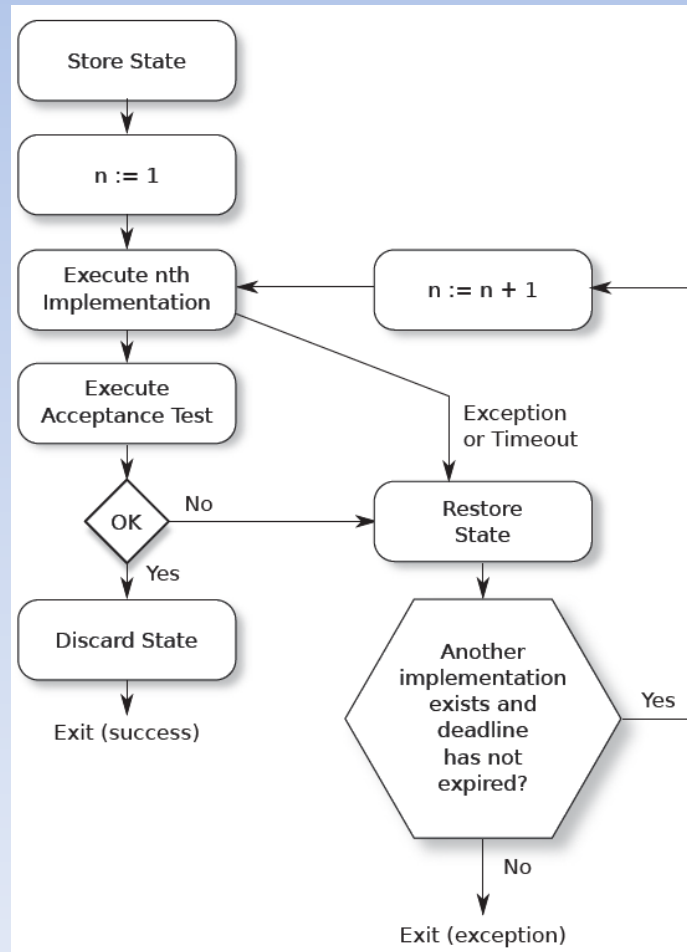 Store State
n := 1
Execute nth
Implementation
n := n + 1
Execute
Acceptance Test
Exception
or Timeout
OK
No
Restore
State
Yes
Discard State
Exit (success)
Another
implementation
exists and
deadline
has not
expired?
Yes
No
Exit (exception)